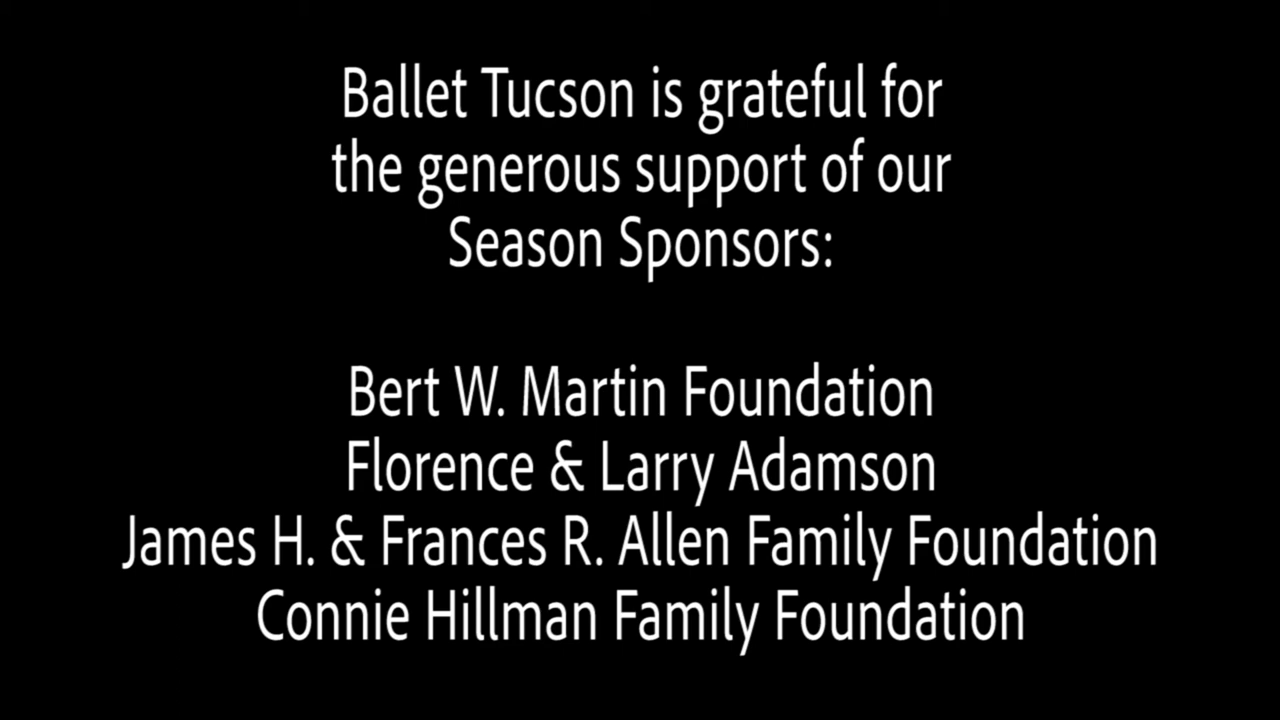 Ballet Tucson is grateful for
the generous support of our
Season Sponsors:
Bert W. Martin Foundation
Florence & Larry Adamson
James H. & Frances R. Allen Family Foundation
Connie Hillman Family Foundation